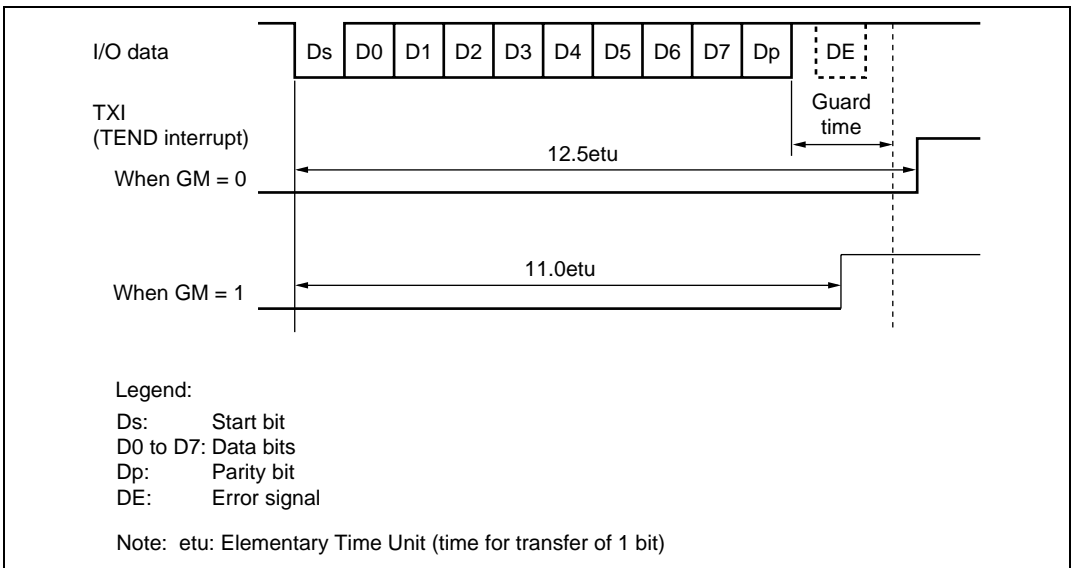 I/O data
Ds D0 D1 D2 D3 D4 D5 D6 D7 Dp DE
Guard
time
TXI
(TEND interrupt)
12.5etu
When GM = 0
11.0etu
When GM = 1
Legend:
Ds: Start bit
D0 to D7: Data bits
Dp: Parity bit
DE: Error signal
Note: etu: Elementary Time Unit (time for transfer of 1 bit)